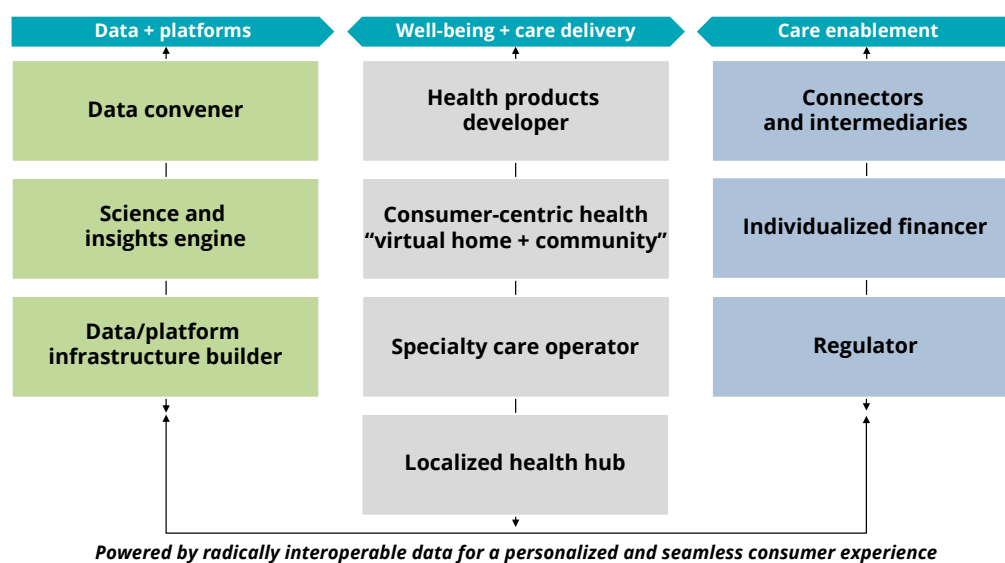 Data + platforms
Well-being + care delivery
Care enablement
Data convener
Health products
developer
Connectors
and intermediaries
Science and
insights engine
Consumer-centric health
“virtual home + community”
Individualized financer
Data/platform
infrastructure builder
Specialty care operator
Regulator
Localized health hub
Powered by radically interoperable data for a personalized and seamless consumer experience